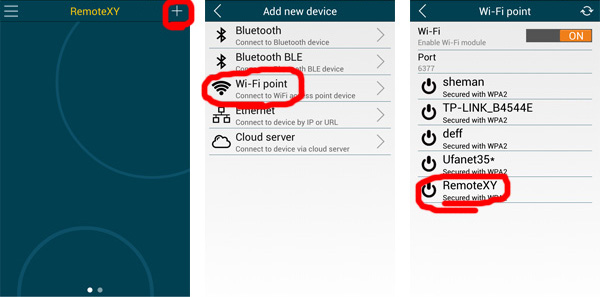 RemoteXY
Add new device
Bluetooth
Connect to Bluetooth device
Bluetooth BLE
Connect to Bluetooth BLE device
Wi-Fi point
Connect to WiFi access point device
Ethernet
Connect to device by IP or URL
Cloud server
Connect to device via cloud server
Wi-Fi point
Wi-Fi
Enable Wi-Fi module
ON
Port
6377
sheman
Secured with WPA2
TP-LINK_B4544E
Secured with WPA2
deff
Secured with WPA2
Ufanet35*
Secured with WPA2
RemoteXY
Secured with WPA2